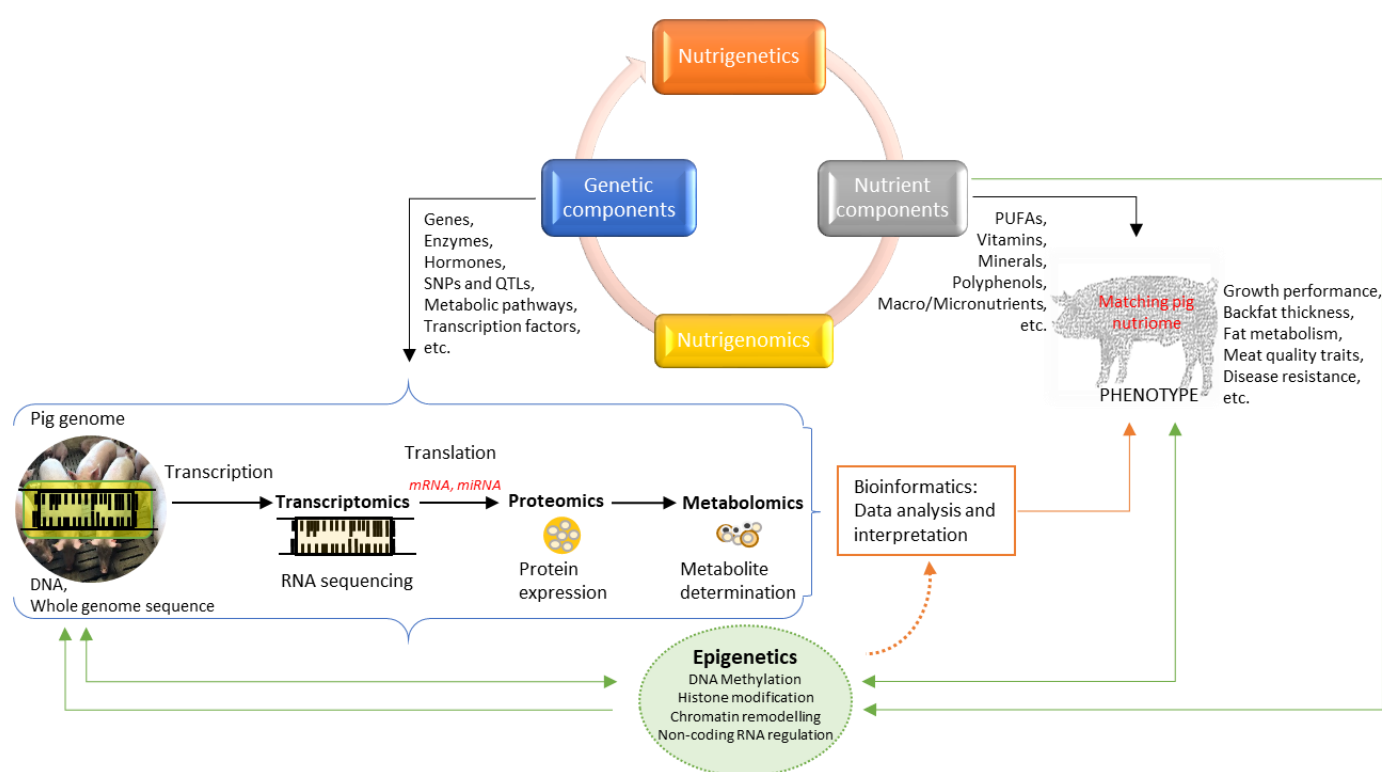 Nutrigenetics
Genetic
components
Nutrient
components
Nutrigenomics
Genes,
Enzymes,
Hormones,
SNPs and QTLs,
Metabolic pathways,
Transcription factors,
etc.
PUFAs,
Vitamins,
Minerals,
Polyphenols,
Macro/Micronutrients,
etc.
Matching pig
nutriome
PHENOTYPE
Growth performance,
Backfat thickness,
Fat metabolism,
Meat quality traits,
Disease resistance,
etc.
Pig genome
DNA,
Whole genome sequence
Transcription
Transcriptomics
RNA sequencing
Translation
mRNA, miRNA
Proteomics
Protein
expression
Metabolomics
Metabolite
determination
Bioinformatics:
Data analysis and
interpretation
Epigenetics
DNA Methylation
Histone modification
Chromatin remodelling
Non-coding RNA regulation